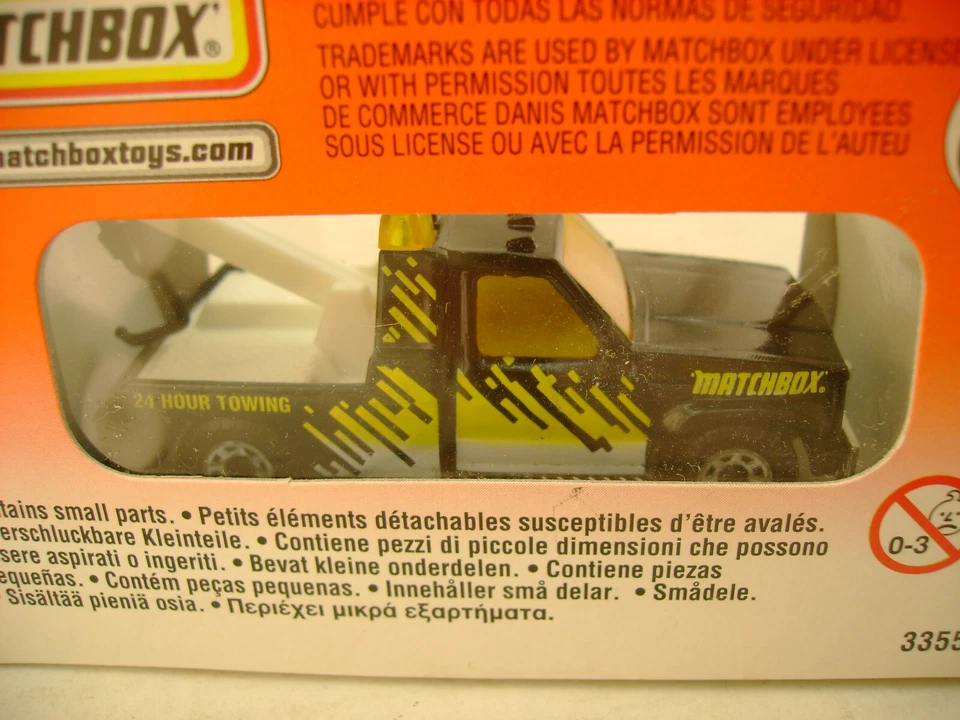 TCHBOX®
matchboxtoys.com
CUMPLE CON TODAS LAS NORMAS DE SEGURIDAD.
TRADEMARKS ARE USED BY MATCHBOX UNDER LICENSE
OR WITH PERMISSION TOUTES LES MARQUES
DE COMMERCE DANIS MATCHBOX SONT EMPLOYEES
SOUS LICENSE OU AVEC LA PERMISSION DE L'AUTEU
24 HOUR TOWING
MATCHBOX®
tains small parts. • Petits éléments détachables susceptibles d'être avalés.
erschluckbare Kleinteile. • Contiene pezzi di piccole dimensioni che possono
sere aspirati o ingeriti. • Bevat kleine onderdelen. • Contiene piezas
equeñas. • Contém peças pequenas. • Innehåller små delar. • Smådele.
• Sisältää pieniä osia. • Περιέχει μικρά εξαρτήματα.
0-3
3355